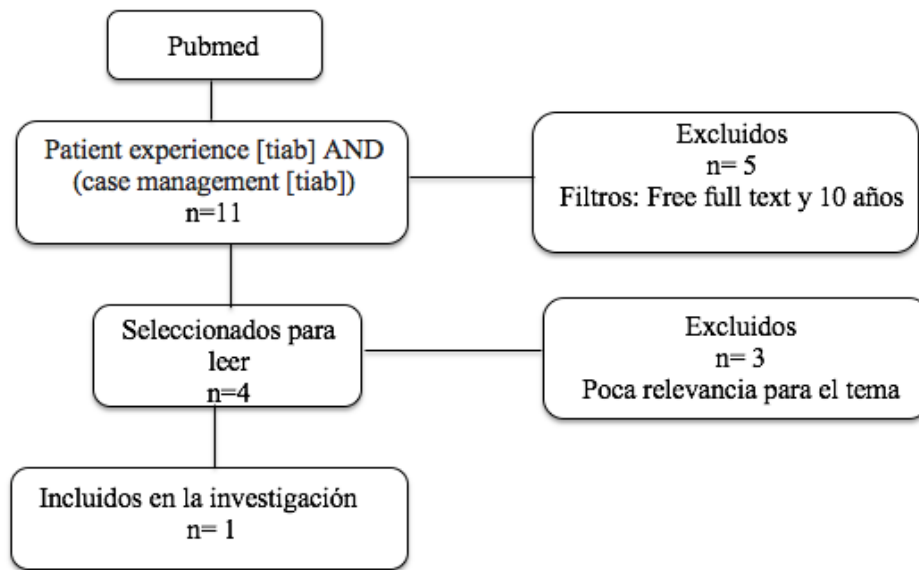 Pubmed
Patient experience [tiab] AND
(case management [tiab])
n=11
Excluidos
n= 5
Filtros: Free full text y 10 años
Seleccionados para
leer
n=4
Excluidos
n= 3
Poca relevancia para el tema
Incluidos en la investigación
n= 1